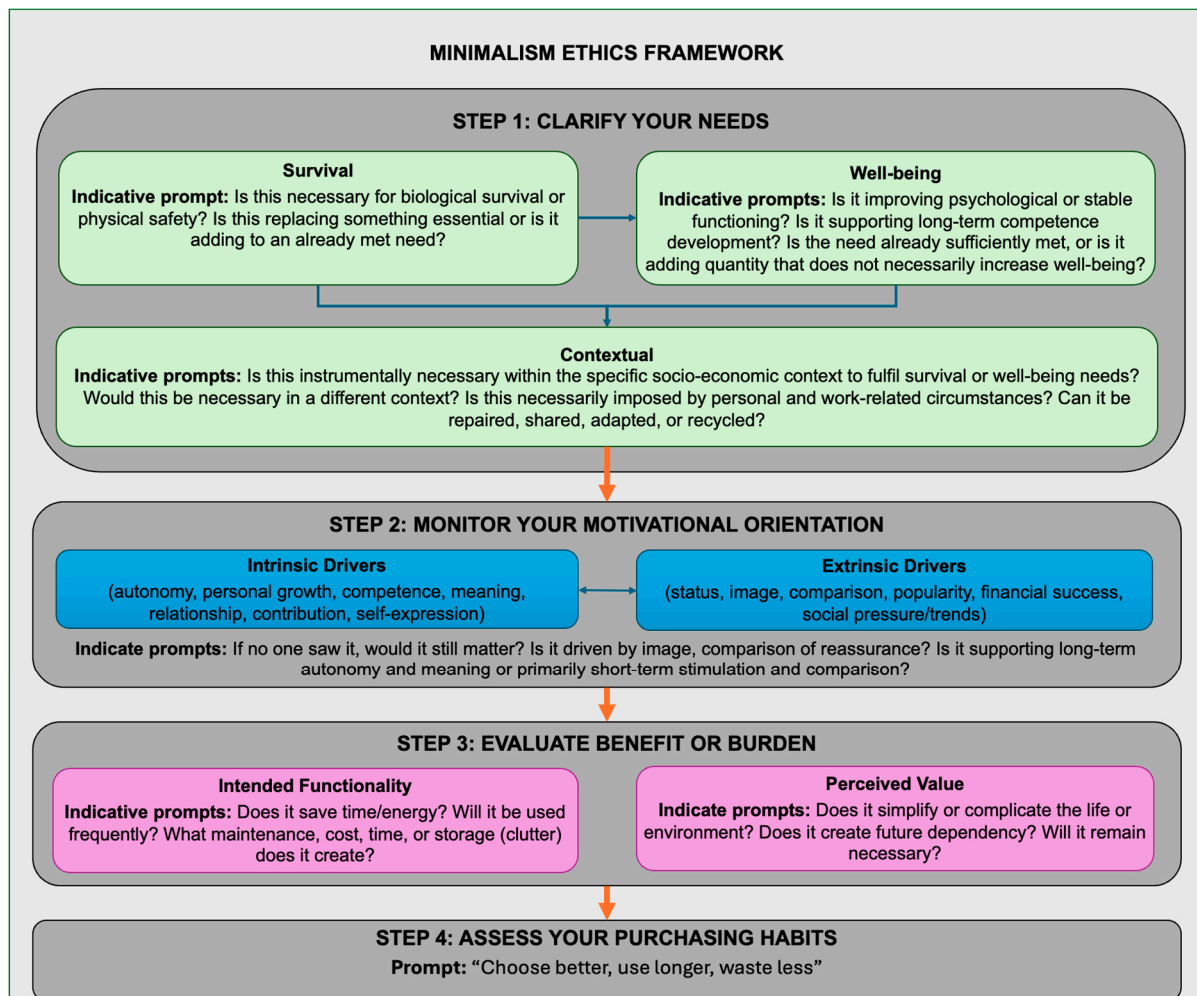 MINIMALISM ETHICS FRAMEWORK
STEP 1: CLARIFY YOUR NEEDS
Survival
Indicative prompt: Is this necessary for biological survival or
physical safety? Is this replacing something essential or is it
adding to an already met need?
Well-being
Indicative prompts: Is it improving psychological or stable
functioning? Is it supporting long-term competence
development? Is the need already sufficiently met, or is it
adding quantity that does not necessarily increase well-being?
Contextual
Indicative prompts: Is this instrumentally necessary within the specific socio-economic context to fulfil survival or well-being needs?
Would this be necessary in a different context? Is this necessarily imposed by personal and work-related circumstances? Can it be
repaired, shared, adapted, or recycled?
STEP 2: MONITOR YOUR MOTIVATIONAL ORIENTATION
Intrinsic Drivers
(autonomy, personal growth, competence, meaning,
relationship, contribution, self-expression)
Extrinsic Drivers
(status, image, comparison, popularity, financial success,
social pressure/trends)
Indicate prompts: If no one saw it, would it still matter? Is it driven by image, comparison of reassurance? Is it supporting long-term
autonomy and meaning or primarily short-term stimulation and comparison?
STEP 3: EVALUATE BENEFIT OR BURDEN
Intended Functionality
Indicative prompts: Does it save time/energy? Will it be used
frequently? What maintenance, cost, time, or storage (clutter)
does it create?
Perceived Value
Indicate prompts: Does it simplify or complicate the life or
environment? Does it create future dependency? Will it remain
necessary?
STEP 4: ASSESS YOUR PURCHASING HABITS
Prompt: “Choose better, use longer, waste less”